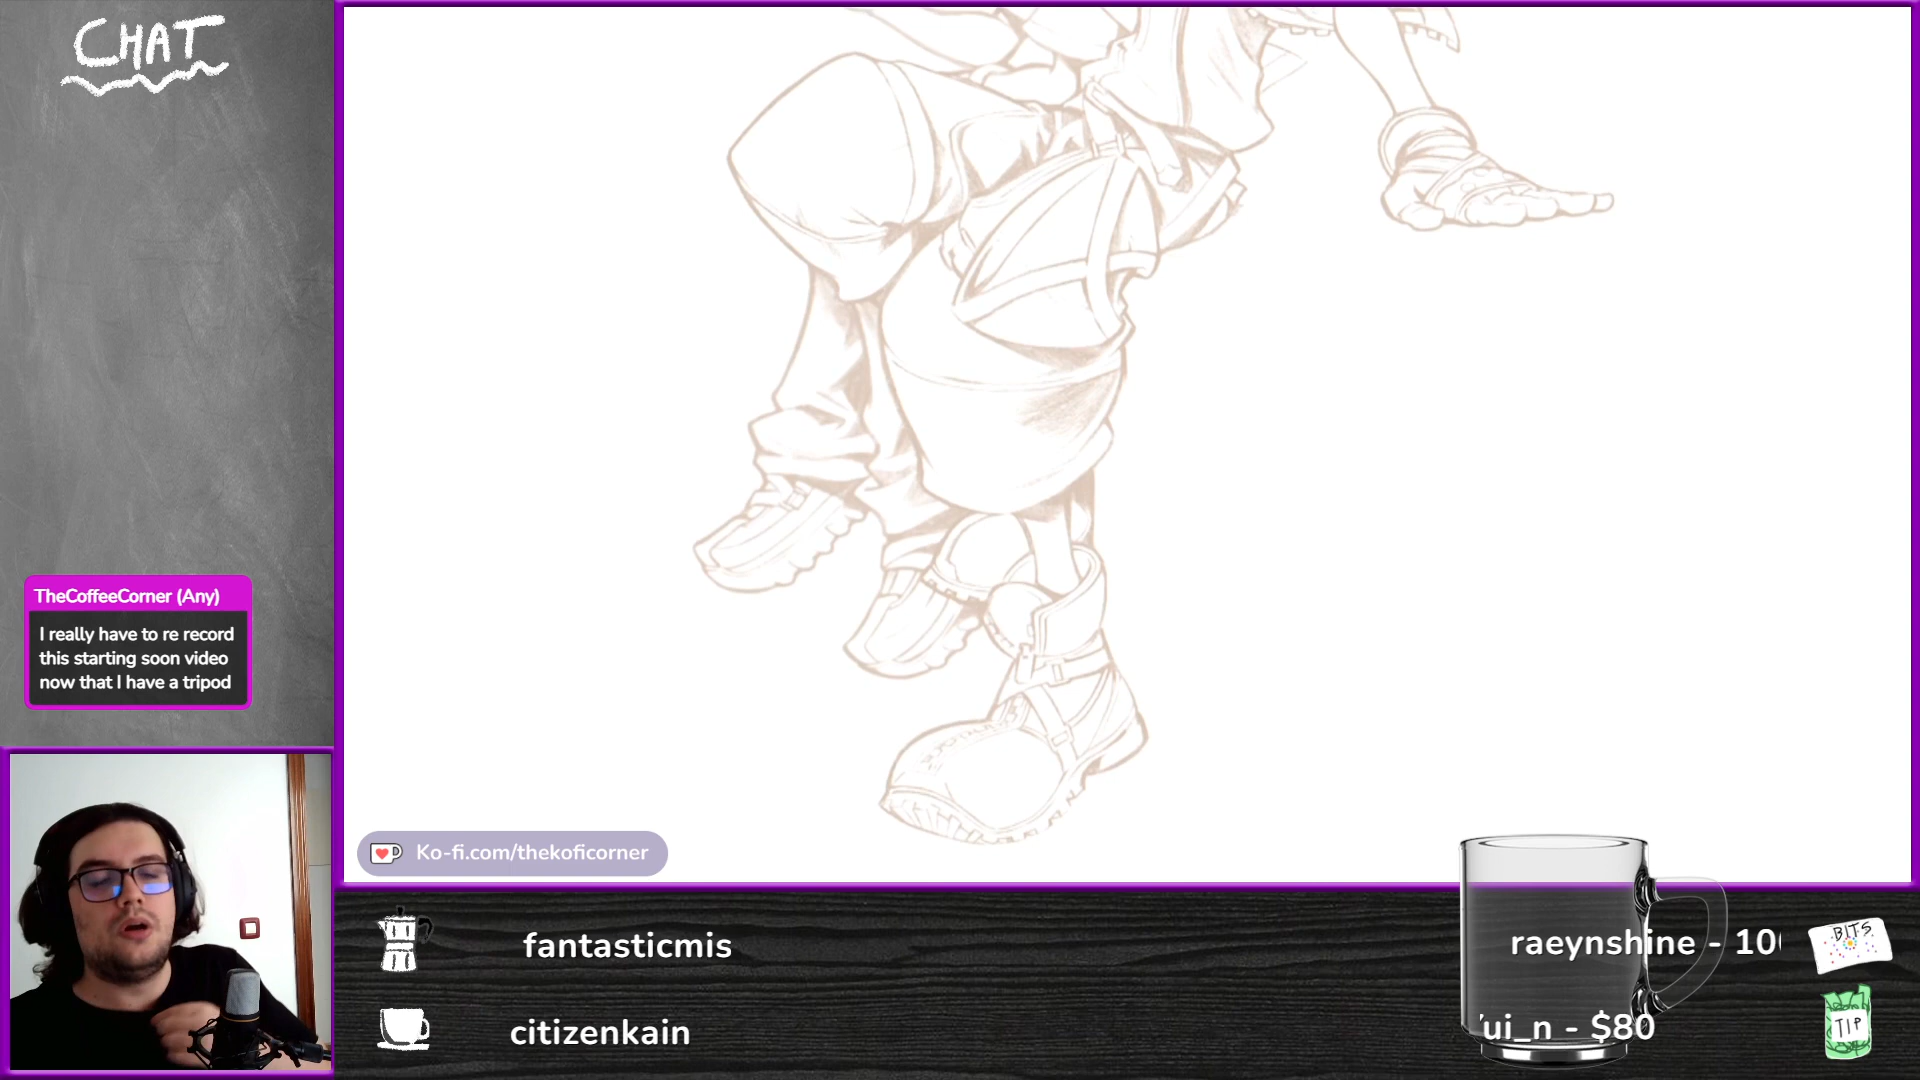 CHAT
TheCoffeeCorner (Any)
I really have to re record
this starting soon video
now that I have a tripod
Ko-fi.com/thekoficorner
fantasticmis
raeynshine - 10
BITS
citizenkain
ui_n - $80
TIP